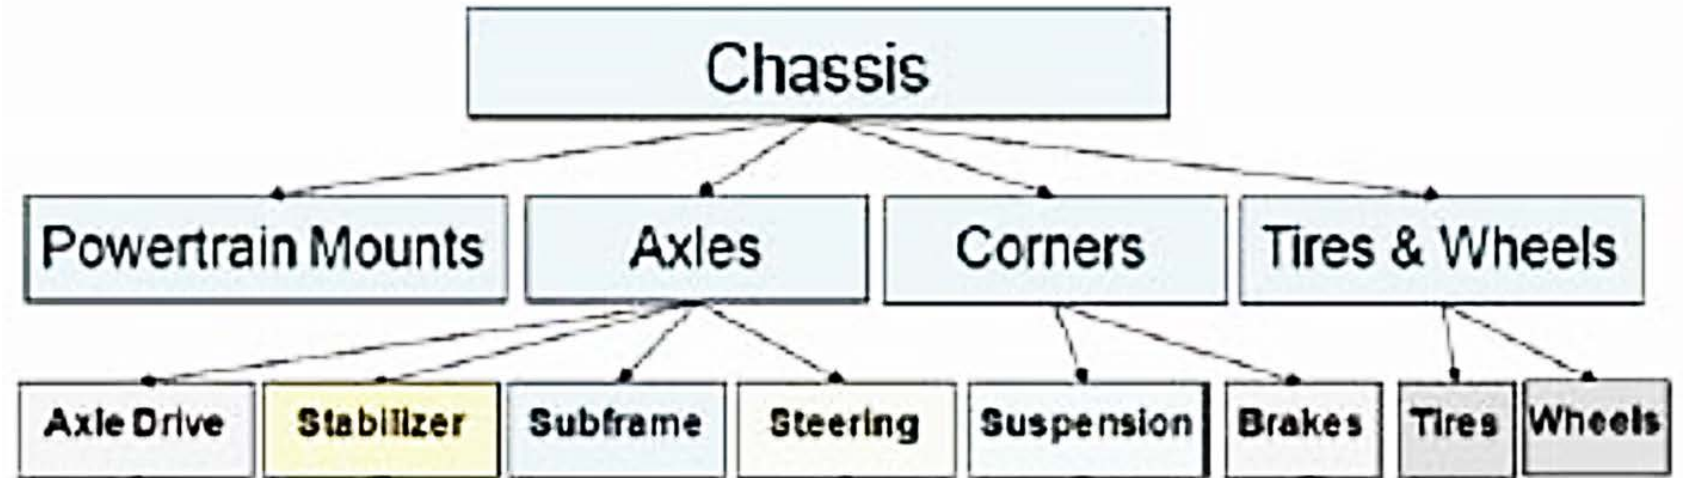 Chassis
Powertrain Mounts
Axles
Corners
Tires & Wheels
Axle Drive
Stabilizer
Subframe
Steering
Suspension
Brakes
Tires
Wheels